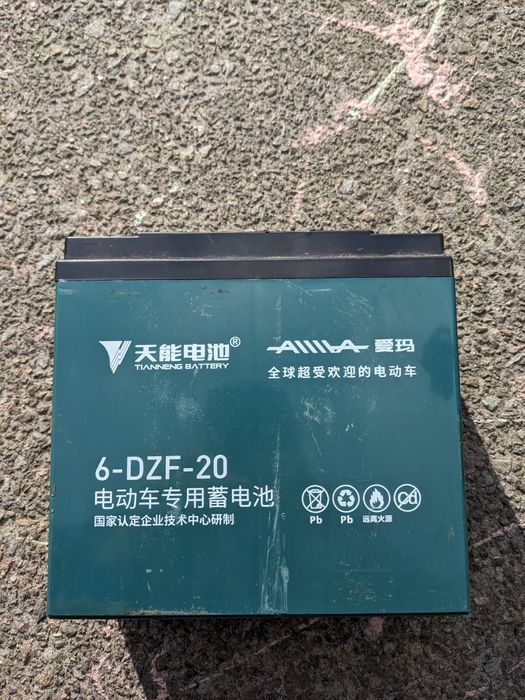 天能电池®
TIANNENG BATTERY
AIMA 爱玛
全球超受欢迎的电动车
6-DZF-20
电动车专用蓄电池
国家认定企业技术中心研制
Pb Pb 远离火源 Cd